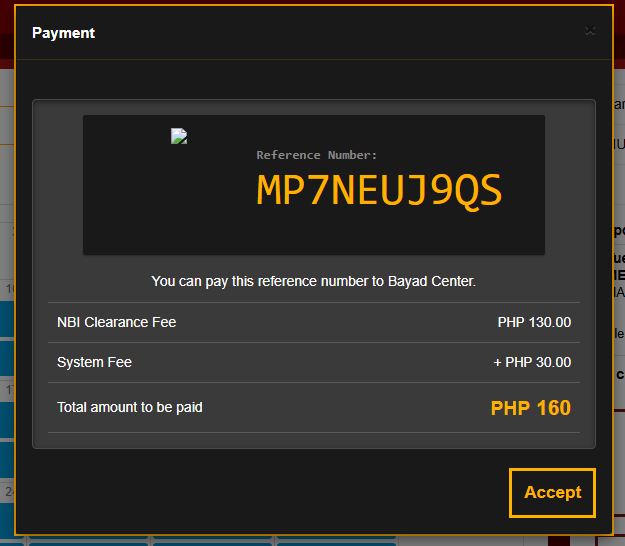 Payment
×
Reference Number:
MP7NEUJ9QS
You can pay this reference number to Bayad Center.
NBI Clearance Fee PHP 130.00
System Fee + PHP 30.00
Total amount to be paid PHP 160
Accept